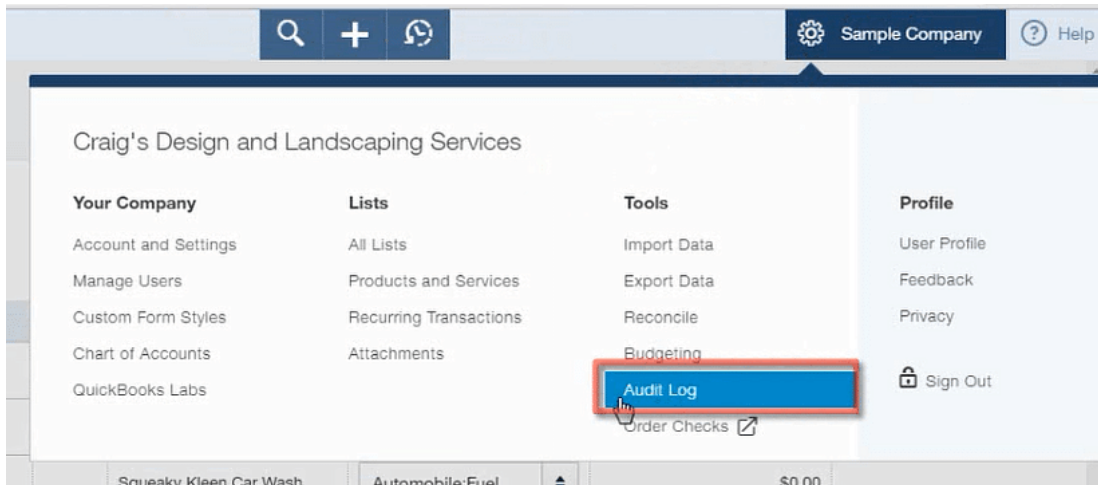 Sample Company
Help
Craig's Design and Landscaping Services
Your Company
Account and Settings
Manage Users
Custom Form Styles
Chart of Accounts
QuickBooks Labs
Lists
All Lists
Products and Services
Recurring Transactions
Attachments
Tools
Import Data
Export Data
Reconcile
Budgeting
Audit Log
Order Checks
Profile
User Profile
Feedback
Privacy
Sign Out
Squeaky Kleen Car Wash
Automobile:Fuel
$0.00